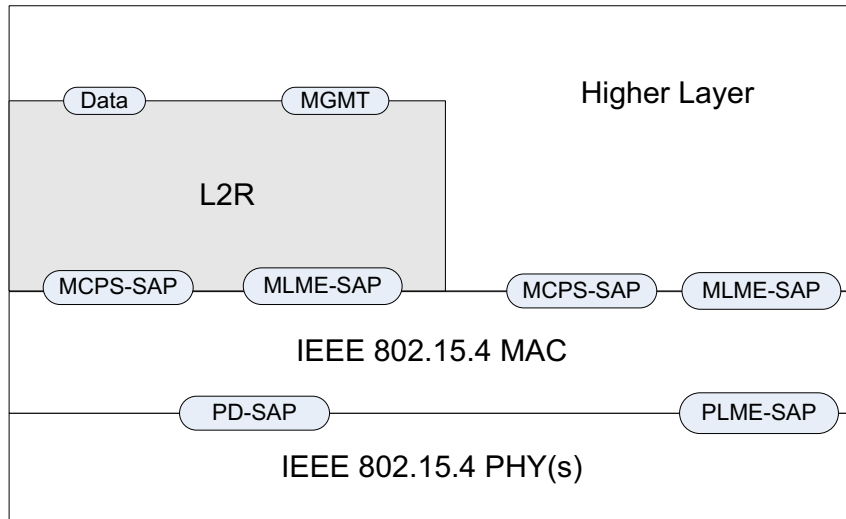 Data
MGMT
Higher Layer
L2R
MCPS-SAP
MLME-SAP
MCPS-SAP
MLME-SAP
IEEE 802.15.4 MAC
PD-SAP
PLME-SAP
IEEE 802.15.4 PHY(s)